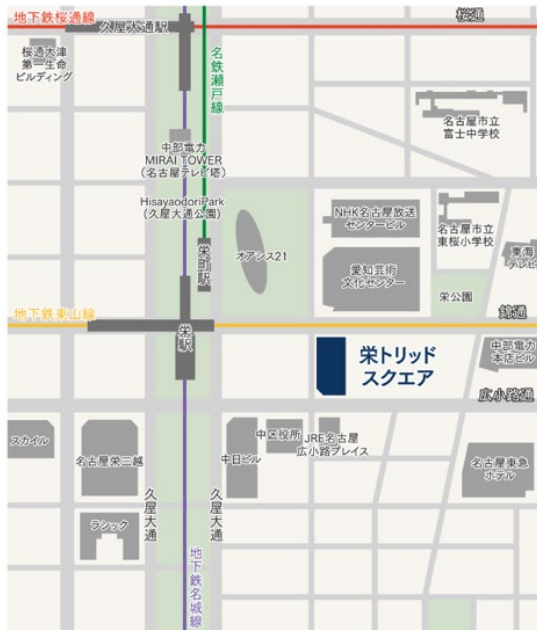 地下鉄桜通線
久屋大通駅
桜通
桜通大津
第一生命
ビルディング
名鉄瀬戸線
名古屋市立
富士中学校
中部電力
MIRAI TOWER
(名古屋テレビ塔)
HisayaodoriPark
(久屋大通公園)
NHK名古屋放送
センタービル
名古屋市立
東桜小学校
栄町駅
オアシス21
愛知芸術
文化センター
東海
テレビ
栄公園
地下鉄東山線
錦通
栄駅
栄トリッド
スクエア
中部電力
本店ビル
広小路通
スカイル
名古屋栄三越
中日ビル
中区役所
JRE名古屋
広小路プレイス
名古屋東急
ホテル
久屋大通
久屋大通
ラシック
地下鉄名城線